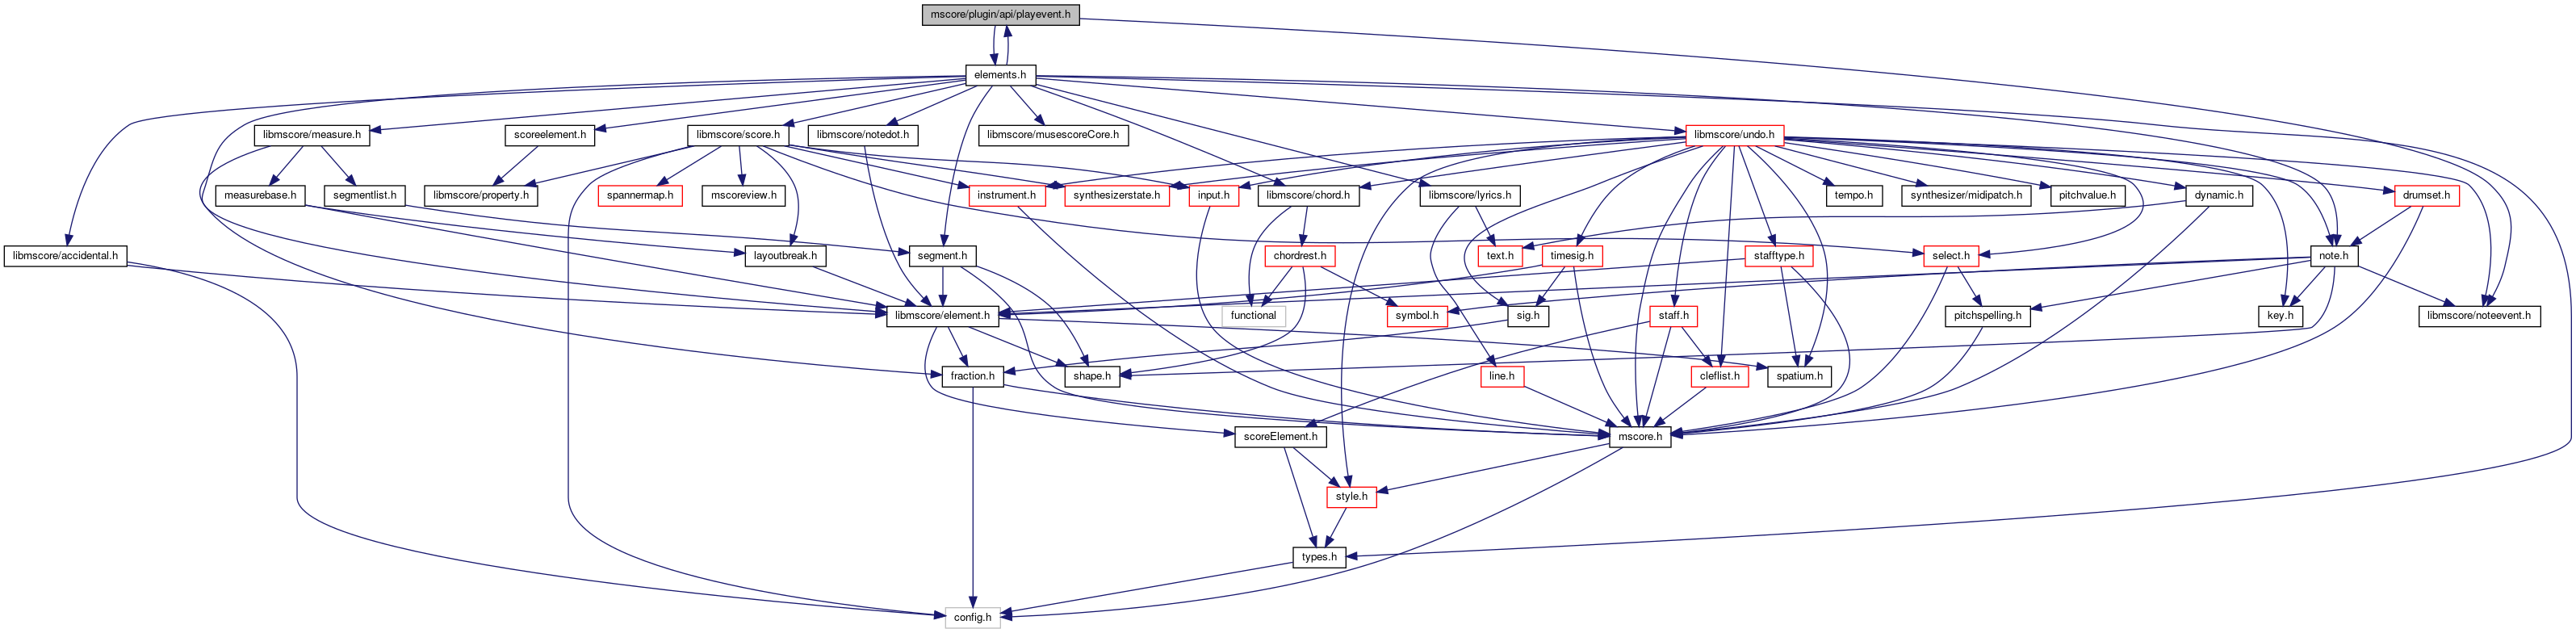 mscore/plugin/api/playevent.h
elements.h
libmscore/measure.h
scoreelement.h
libmscore/score.h
libmscore/notedot.h
libmscore/musescoreCore.h
libmscore/undo.h
measurebase.h
segmentlist.h
libmscore/property.h
spannermap.h
mscoreview.h
instrument.h
synthesizerstate.h
input.h
libmscore/chord.h
libmscore/lyrics.h
tempo.h
synthesizer/midipatch.h
pitchvalue.h
dynamic.h
drumset.h
libmscore/accidental.h
layoutbreak.h
segment.h
chordrest.h
text.h
timesig.h
stafftype.h
select.h
note.h
libmscore/element.h
functional
symbol.h
sig.h
staff.h
pitchspelling.h
key.h
libmscore/noteevent.h
fraction.h
shape.h
line.h
cleflist.h
spatium.h
scoreElement.h
mscore.h
style.h
types.h
config.h